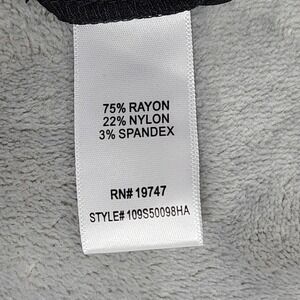 75% RAYON
22% NYLON
3% SPANDEX
RN# 19747
STYLE# 109S50098HA